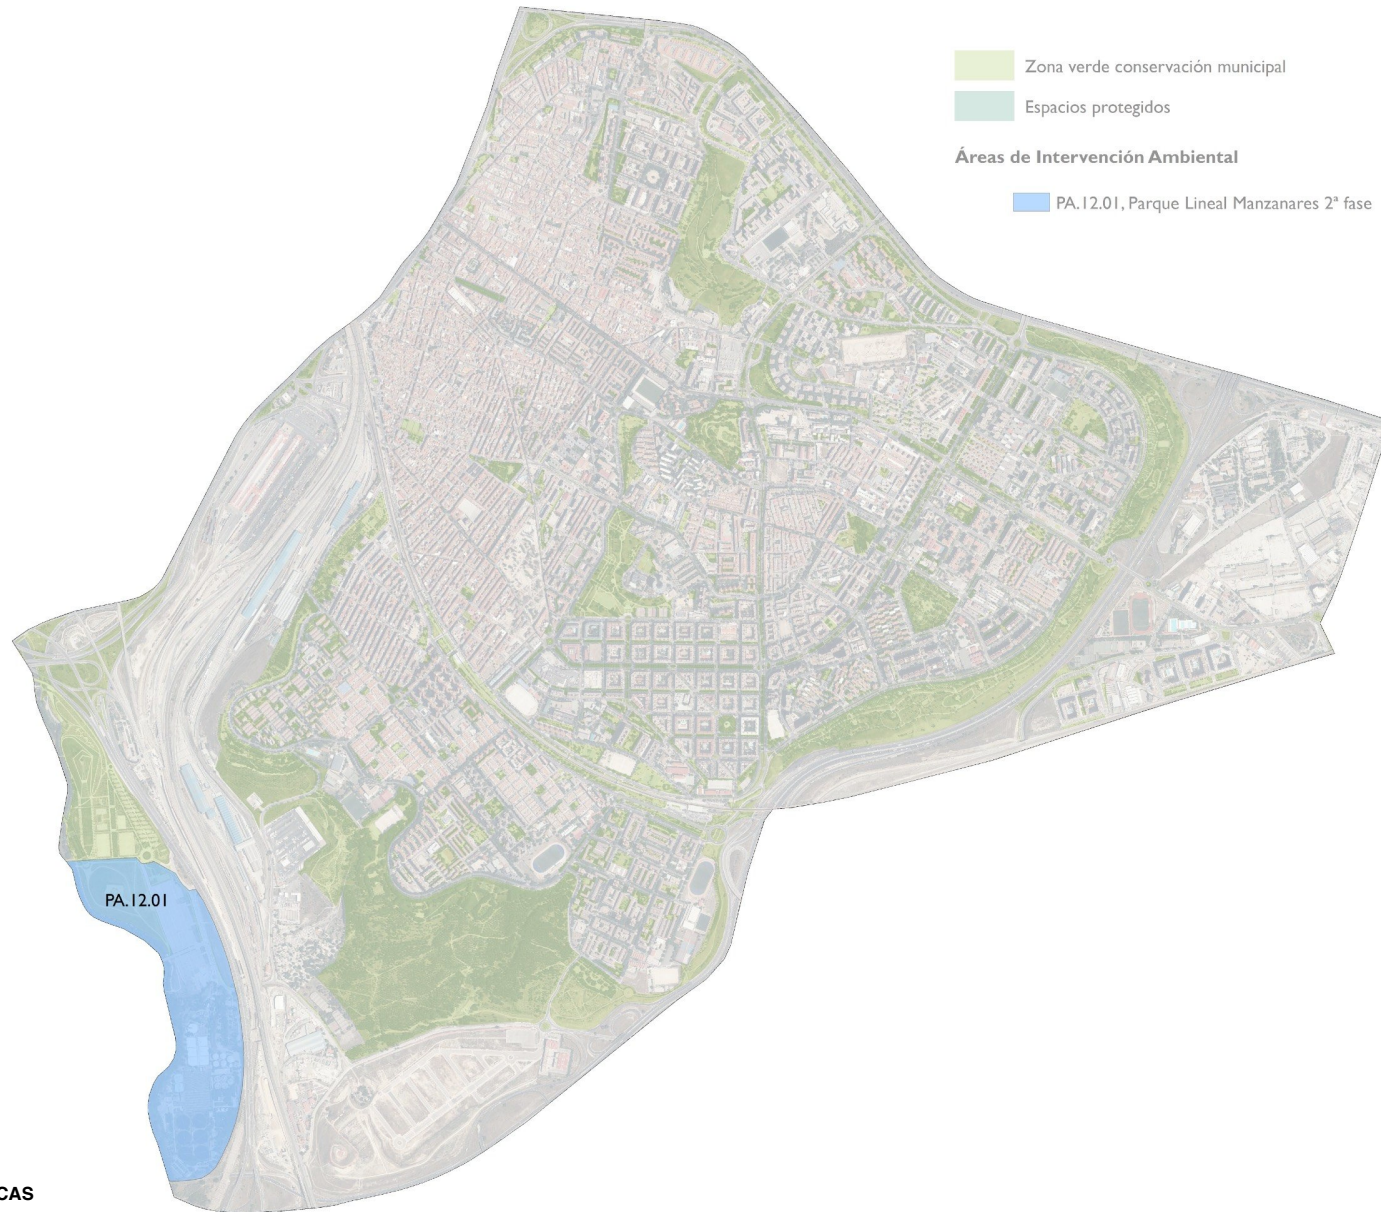 Zona verde conservación municipal
Espacios protegidos
Áreas de Intervención Ambiental
PA.12.01, Parque Lineal Manzanares 2ª fase
PA.12.01
CAS